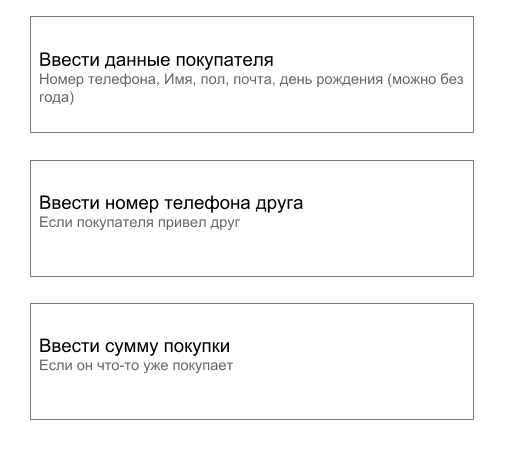 Ввести данные покупателя
Номер телефона, Имя, пол, почта, день рождения (можно без
года)
Ввести номер телефона друга
Если покупателя привел друг
Ввести сумму покупки
Если он что-то уже покупает